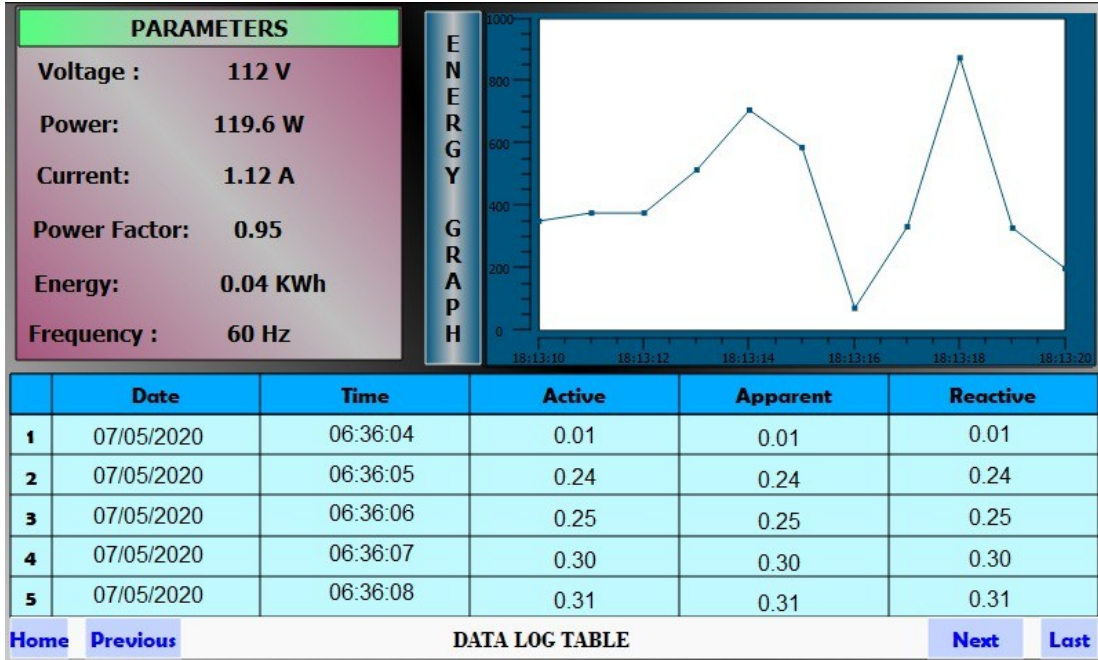 PARAMETERS
Voltage : 112 V
Power: 119.6 W
Current: 1.12 A
Power Factor: 0.95
Energy: 0.04 KWh
Frequency : 60 Hz
ENERGY GRAPH
1000
800
600
400
200
0
18:13:10 18:13:12 18:13:14 18:13:16 18:13:18 18:13:20
Date Time Active Apparent Reactive
1 07/05/2020 06:36:04 0.01 0.01 0.01
2 07/05/2020 06:36:05 0.24 0.24 0.24
3 07/05/2020 06:36:06 0.25 0.25 0.25
4 07/05/2020 06:36:07 0.30 0.30 0.30
5 07/05/2020 06:36:08 0.31 0.31 0.31
Home Previous DATA LOG TABLE Next Last